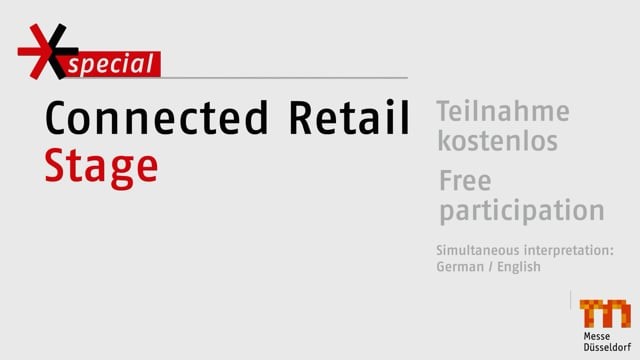 special
Connected Retail
Stage
Teilnahme
kostenlos
Free
participation
Simultaneous interpretation:
German / English
Messe
Düsseldorf